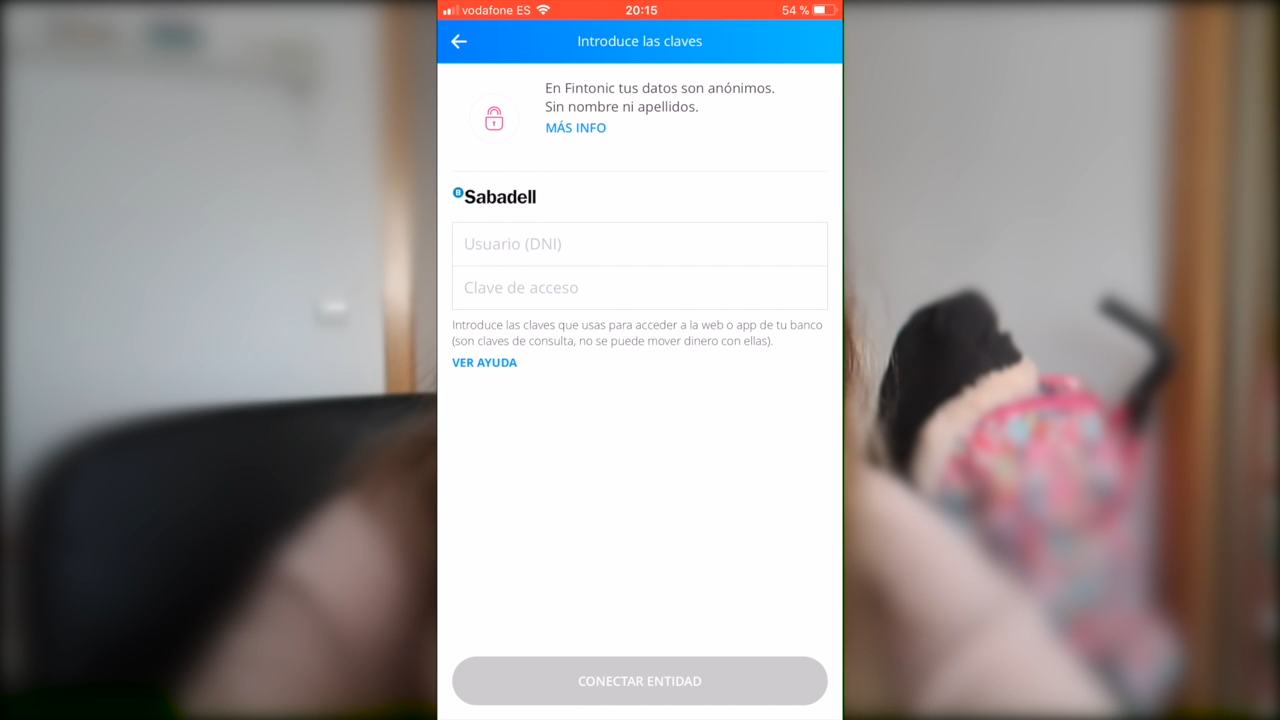 vodafone ES 20:15 54 %
Introduce las claves
En Fintonic tus datos son anónimos.
Sin nombre ni apellidos.
MÁS INFO
B Sabadell
Usuario (DNI)
Clave de acceso
Introduce las claves que usas para acceder a la web o app de tu banco
(son claves de consulta, no se puede mover dinero con ellas).
VER AYUDA
CONECTAR ENTIDAD